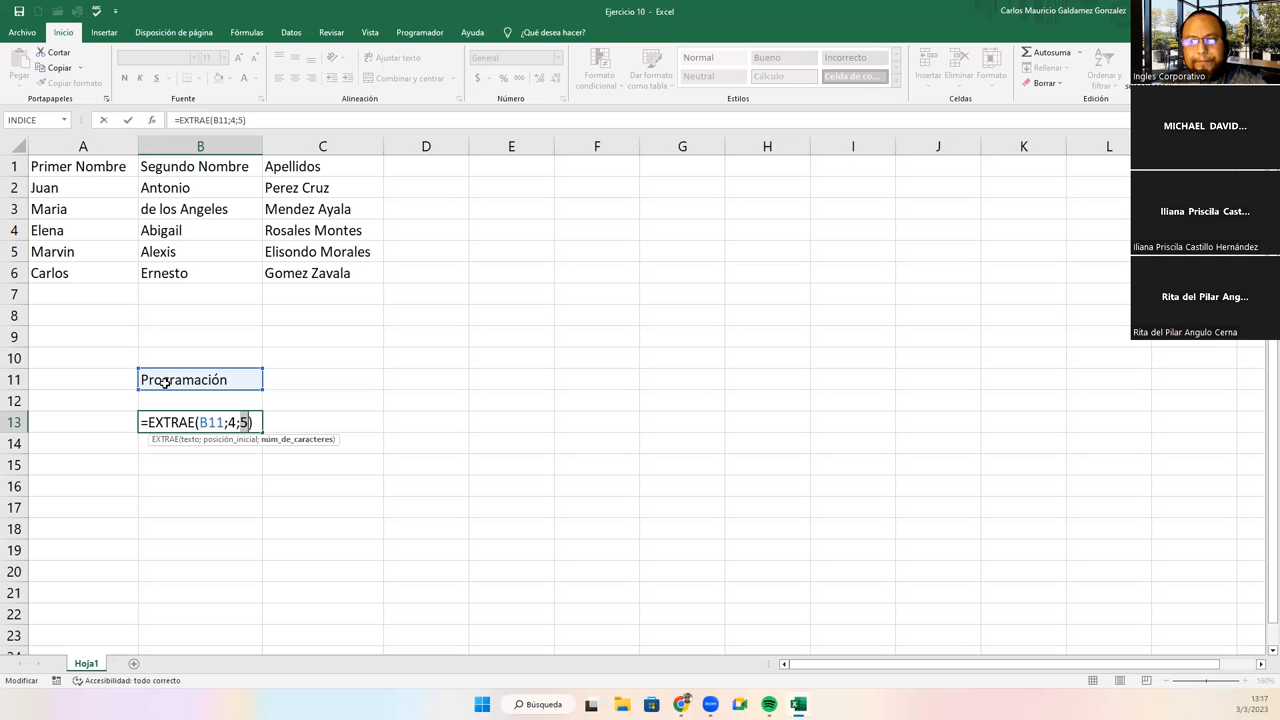 Ejercicio 10 - Excel
Carlos Mauricio Galdamez Gonzalez
Archivo Inicio Insertar Disposición de página Fórmulas Datos Revisar Vista Programador Ayuda ¿Qué desea hacer?
Pegar
Cortar
Copiar
Copiar formato
Portapapeles
11
N K S
Fuente
Ajustar texto
Combinar y centrar
Alineación
General
Número
Formato condicional
Dar formato como tabla
Normal Bueno Incorrecto
Neutral Cálculo Celda de co...
Estilos
Insertar Eliminar Formato
Celdas
Autosuma
Rellenar
Borrar
Ordenar y
Edición
INDICE
=EXTRAE(B11;4;5)
A B C D E F G H I J K L
1 Primer Nombre Segundo Nombre Apellidos
2 Juan Antonio Perez Cruz
3 Maria de los Angeles Mendez Ayala
4 Elena Abigail Rosales Montes
5 Marvin Alexis Elisondo Morales
6 Carlos Ernesto Gomez Zavala
7
8
9
10
11 Programación
12
13 =EXTRAE(B11;4;5)
EXTRAE(texto; posición_inicial; núm_de_caracteres)
14
15
16
17
18
19
20
21
22
23
Hoja1
Modificar
Accesibilidad: todo correcto
160%
Búsqueda
13:17
3/3/2023
Ingles Corporativo
MICHAEL DAVID...
Iliana Priscila Cast...
Iliana Priscila Castillo Hernández
Rita del Pilar Ang...
Rita del Pilar Angulo Cerna